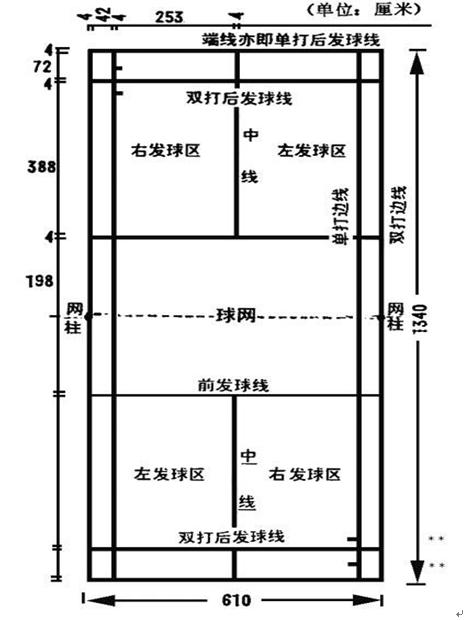 （单位：厘米）
4 42 4 253 4
端线亦即单打后发球线
4
72
4
双打后发球线
右发球区
中线
左发球区
388
单打边线
双打边线
4
198
网柱
球网
网柱
1340
前发球线
左发球区
中线
右发球区
双打后发球线
**
**
610